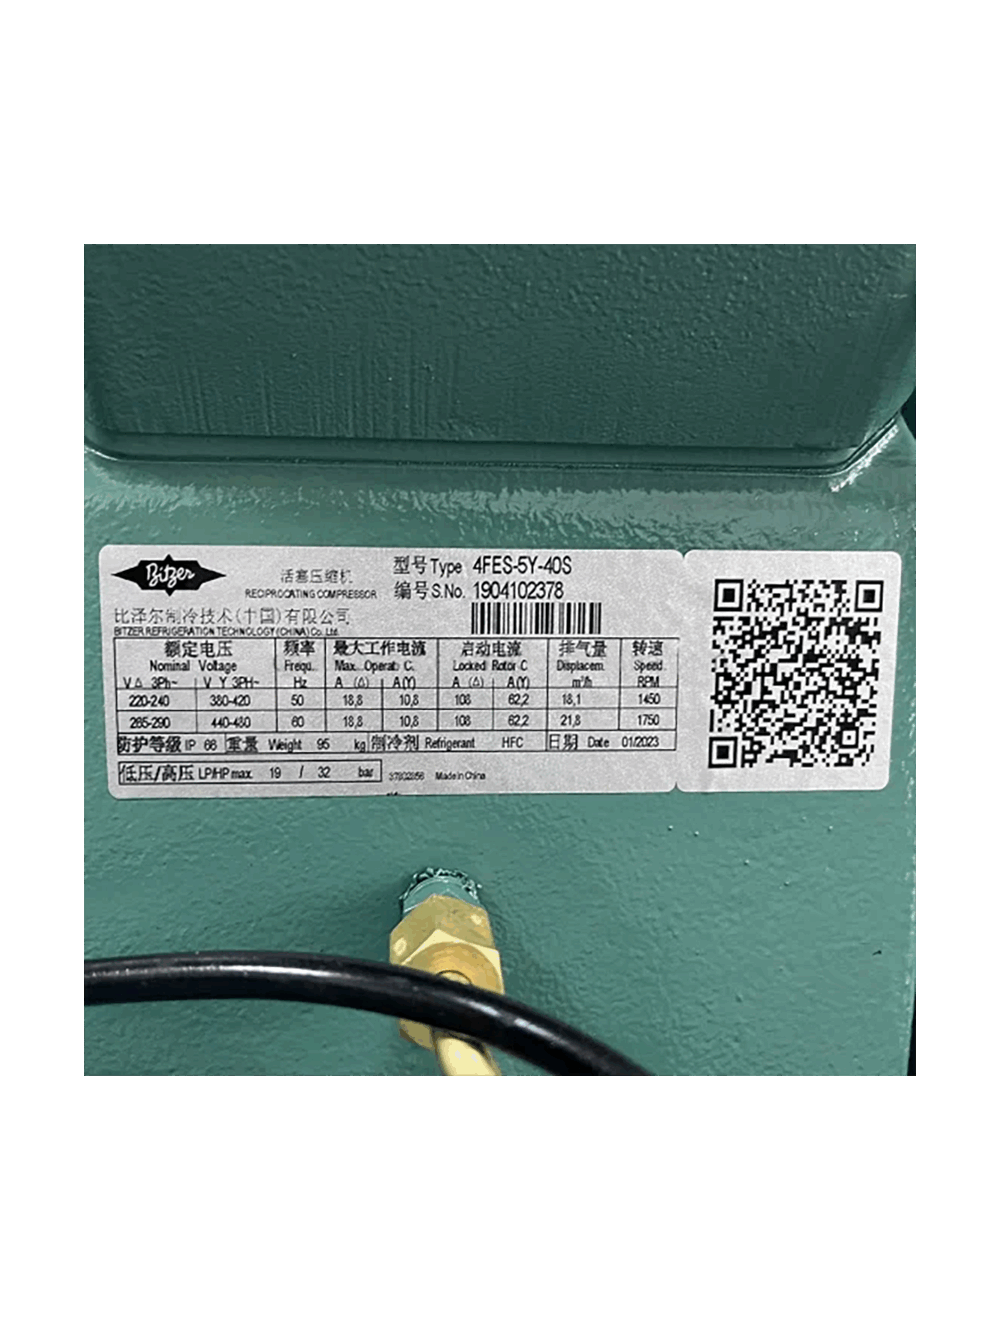 Bitzer
活塞压缩机
RECIPROCATING COMPRESSOR
型号 Type 4FES-5Y-40S
编号 S.No. 1904102378
比泽尔制冷技术(中国)有限公司
BITZER REFRIGERATION TECHNOLOGY (CHINA) Co. Ltd.
额定电压 频率 最大工作电流 启动电流 排气量 转速
Nominal Voltage Frequ. Max. Operat. C. Locked Rotor C Displacem. Speed
V △ 3Ph~ V Y 3PH~ Hz A (△) A(Y) A (△) A(Y) m³/h RPM
220-240 380-420 50 18,8 10,8 108 62,2 18,1 1450
265-290 440-480 60 18,8 10,8 108 62,2 21,8 1750
防护等级 IP 66 重量 Weight 95 kg 制冷剂 Refrigerant HFC 日期 Date 01/2023
低压/高压 LP/HP max. 19 / 32 bar Made in China